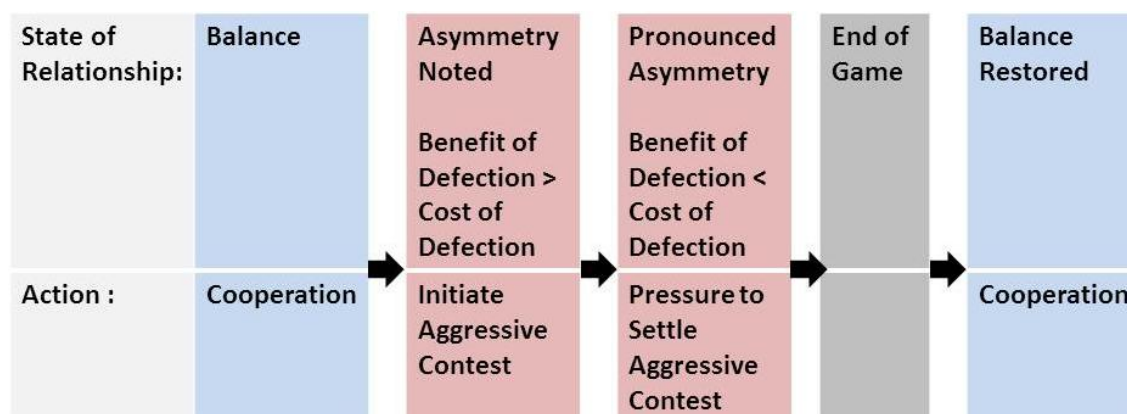 State of
Relationship:
Balance
Asymmetry
Noted
Benefit of
Defection >
Cost of
Defection
Pronounced
Asymmetry
Benefit of
Defection <
Cost of
Defection
End of
Game
Balance
Restored
Action :
Cooperation
Initiate
Aggressive
Contest
Pressure to
Settle
Aggressive
Contest
Cooperation